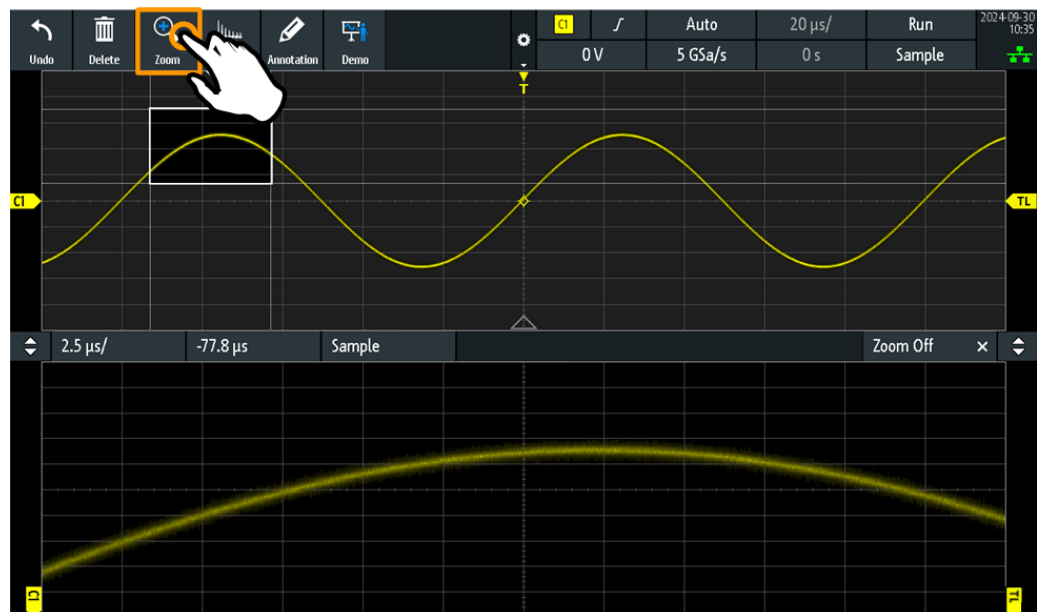 Undo
Delete
Zoom
Annotation
Demo
C1
Auto
20 µs/
Run
2024-09-30
10:35
0 V
5 GSa/s
0 s
Sample
T
C1
TL
2.5 µs/
-77.8 µs
Sample
Zoom Off
C1
TL